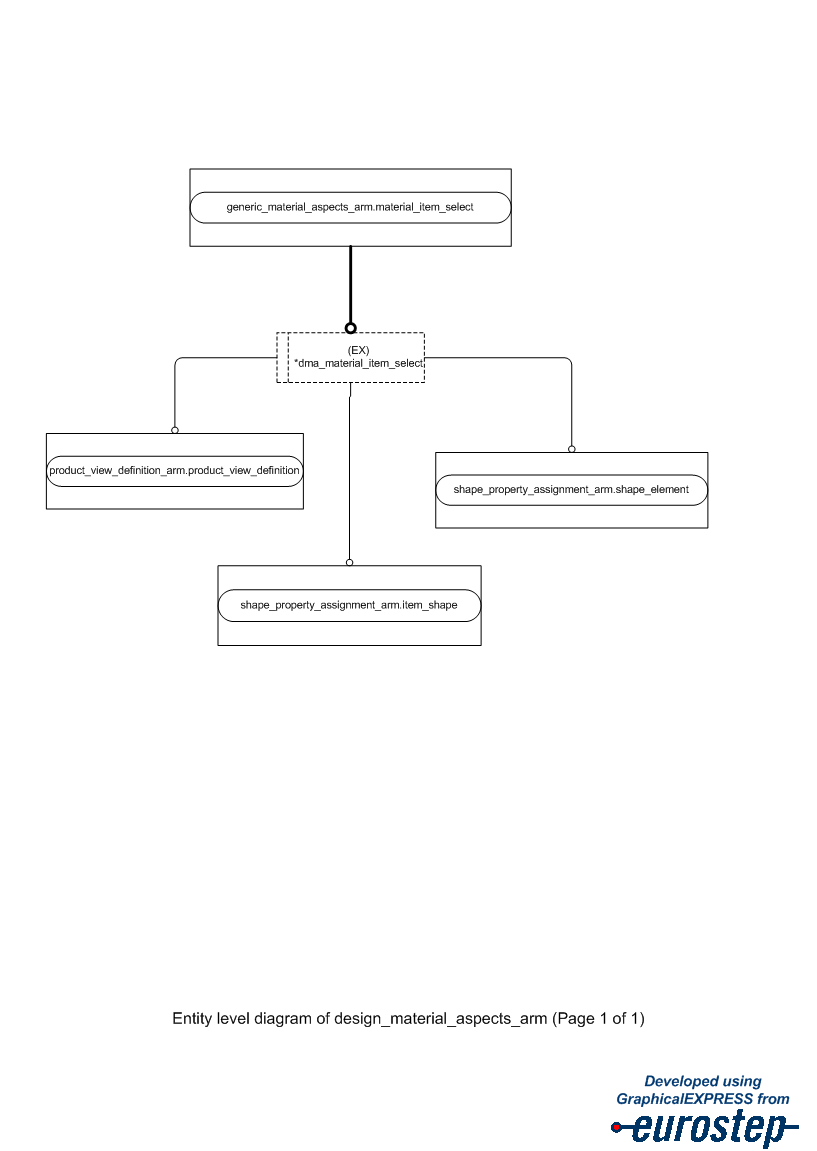 generic_material_aspects_arm.material_item_select
(EX)
*dma_material_item_select
product_view_definition_arm.product_view_definition
shape_property_assignment_arm.shape_element
shape_property_assignment_arm.item_shape
Entity level diagram of design_material_aspects_arm (Page 1 of 1)
Developed using
GraphicalEXPRESS from
eurostep